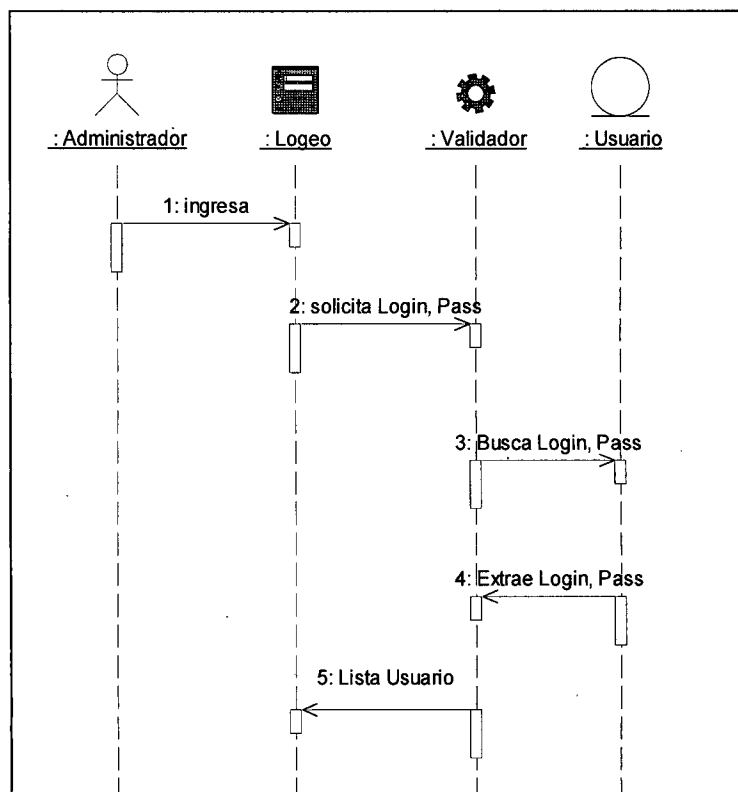 : Administrador
: Logeo
: Validador
: Usuario
1: ingresa
2: solicita Login, Pass
3: Busca Login, Pass
4: Extrae Login, Pass
5: Lista Usuario